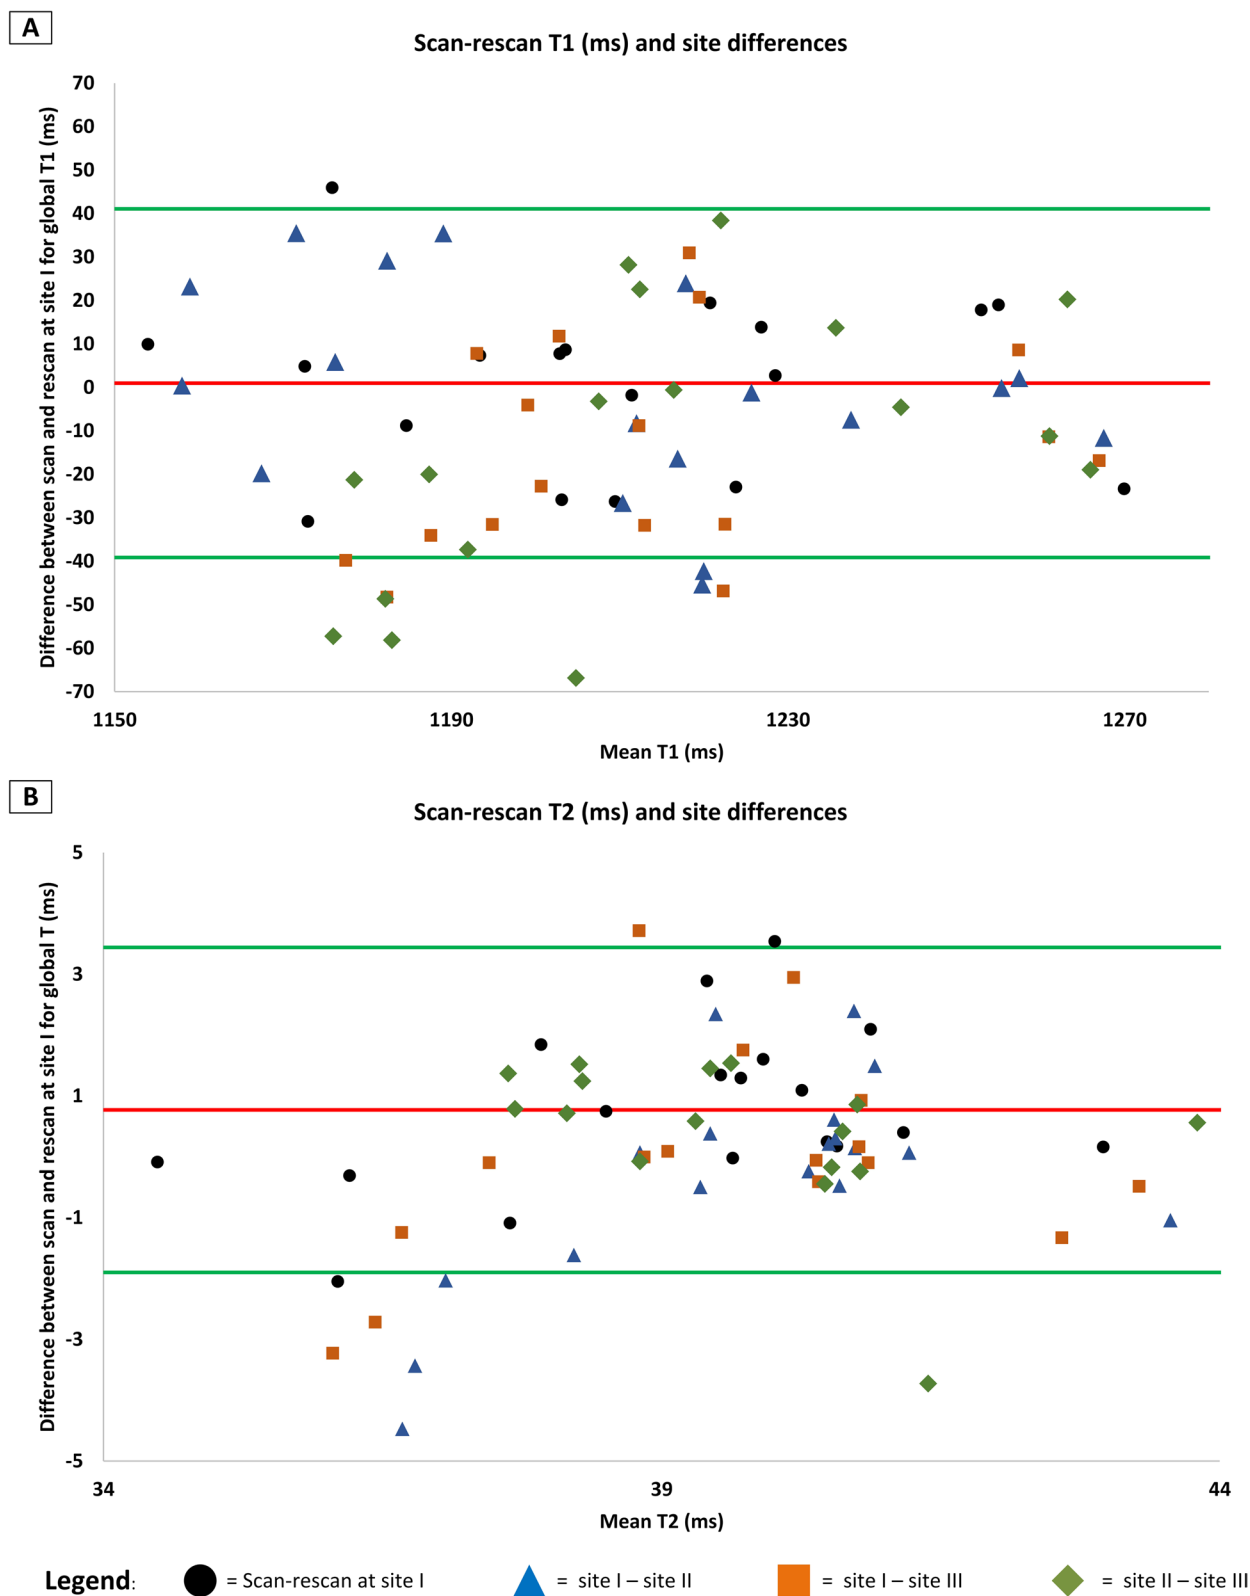 A
Scan-rescan T1 (ms) and site differences
Difference between scan and rescan at site I for global T1 (ms)
70
60
50
40
30
20
10
0
-10
-20
-30
-40
-50
-60
-70
1150 1190 1230 1270
Mean T1 (ms)
B
Scan-rescan T2 (ms) and site differences
Difference between scan and rescan at site I for global T (ms)
5
3
1
-1
-3
-5
34 39 44
Mean T2 (ms)
Legend: = Scan-rescan at site I = site I – site II = site I – site III = site II – site III